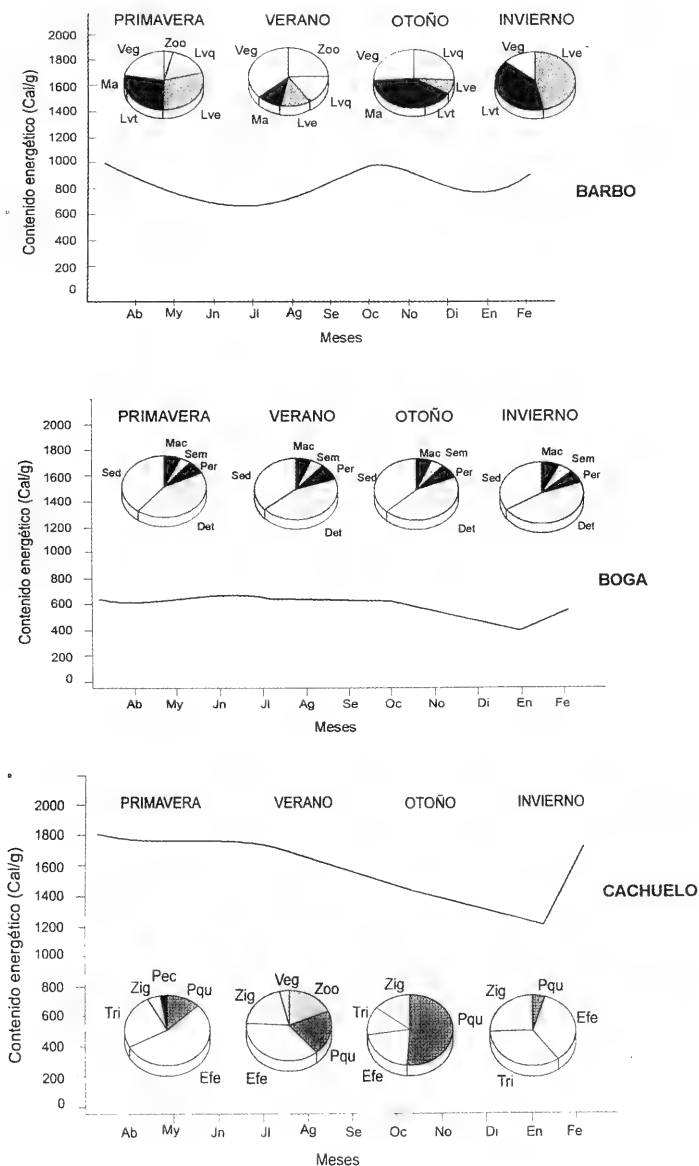 PRIMAVERA VERANO OTOÑO INVIERNO
Contenido energético (Cal/g)
2000
1800
1600
1400
1200
1000
800
600
400
200
0
Veg Zoo Lvq Lve Lvt Ma
Zoo Lvq Lve Ma
Veg Lvq Lve Lvt Ma
Veg Lve Lvt
BARBO
Ab My Jn Jl Ag Se Oc No Di En Fe
Meses
PRIMAVERA VERANO OTOÑO INVIERNO
Contenido energético (Cal/g)
2000
1800
1600
1400
1200
1000
800
600
400
200
0
Mac Sem Per Det Sed
Mac Sem Per Det Sed
Mac Sem Per Det Sed
Mac Sem Per Det Sed
BOGA
Ab My Jn Jl Ag Se Oc No Di En Fe
Meses
PRIMAVERA VERANO OTOÑO INVIERNO
Contenido energético (Cal/g)
2000
1800
1600
1400
1200
1000
800
600
400
200
0
CACHUELO
Zig Pec Pqu Efe Tri
Zig Veg Zoo Pqu Efe
Zig Pqu Efe Tri
Zig Pqu Efe Tri
Ab My Jn Jl Ag Se Oc No Di En Fe
Meses